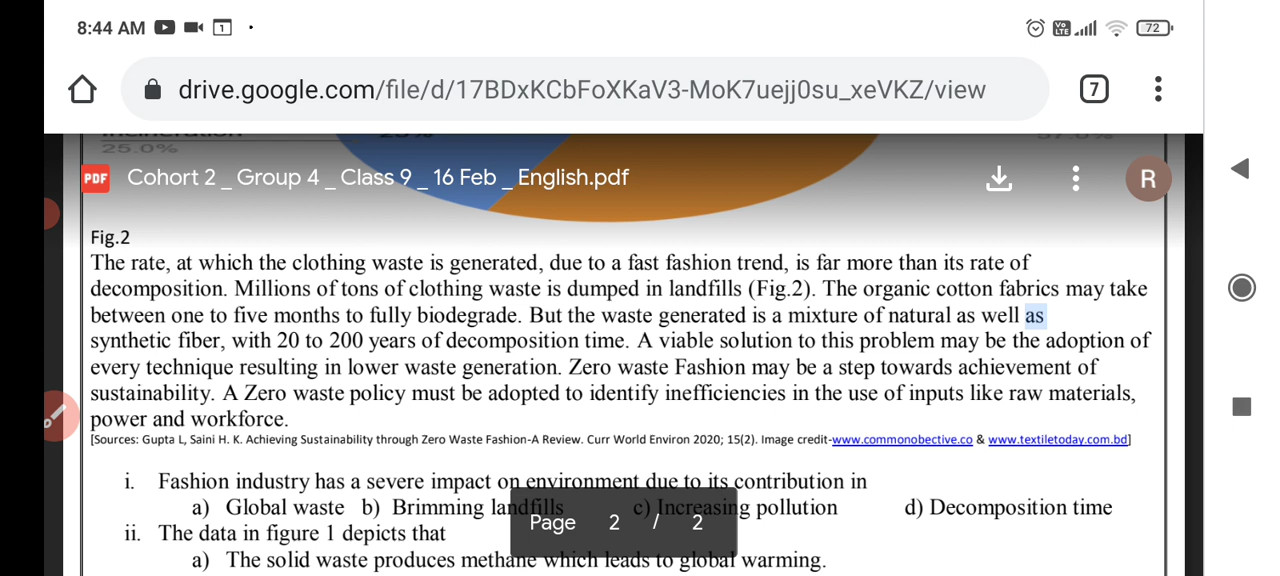 8:44 AM 1
Vo LTE 72
drive.google.com/file/d/17BDxKCbFoXKaV3-MoK7uejj0su_xeVKZ/view 7
25.0%
PDF Cohort 2 _ Group 4 _ Class 9 _ 16 Feb _ English.pdf R
Fig.2
The rate, at which the clothing waste is generated, due to a fast fashion trend, is far more than its rate of
decomposition. Millions of tons of clothing waste is dumped in landfills (Fig.2). The organic cotton fabrics may take
between one to five months to fully biodegrade. But the waste generated is a mixture of natural as well as
synthetic fiber, with 20 to 200 years of decomposition time. A viable solution to this problem may be the adoption of
every technique resulting in lower waste generation. Zero waste Fashion may be a step towards achievement of
sustainability. A Zero waste policy must be adopted to identify inefficiencies in the use of inputs like raw materials,
power and workforce.
[Sources: Gupta L, Saini H. K. Achieving Sustainability through Zero Waste Fashion-A Review. Curr World Environ 2020; 15(2). Image credit-www.commonobective.co & www.textiletoday.com.bd]
i. Fashion industry has a severe impact on environment due to its contribution in
a) Global waste b) Brimming landfills c) Increasing pollution d) Decomposition time
Page 2 / 2
ii. The data in figure 1 depicts that
a) The solid waste produces methane which leads to global warming.